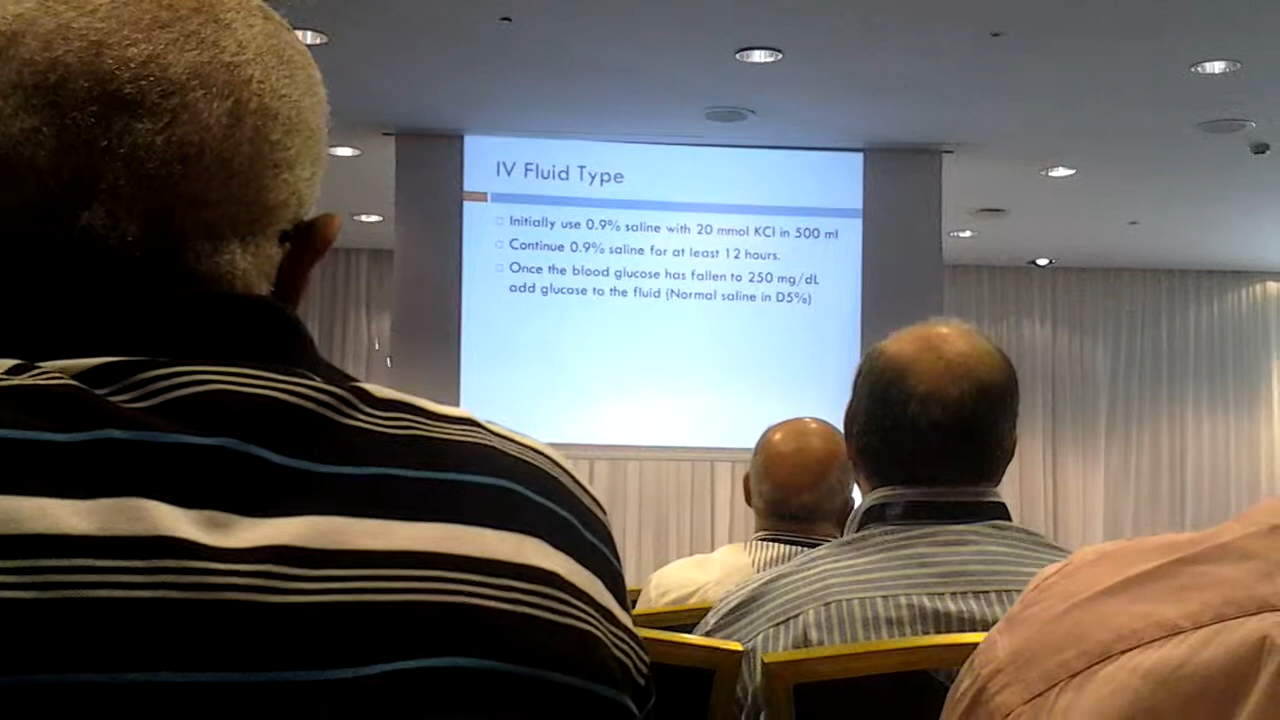 IV Fluid Type
Initially use 0.9% saline with 20 mmol KCl in 500 ml
Continue 0.9% saline for at least 12 hours.
Once the blood glucose has fallen to 250 mg/dL
add glucose to the fluid (Normal saline in D5%)